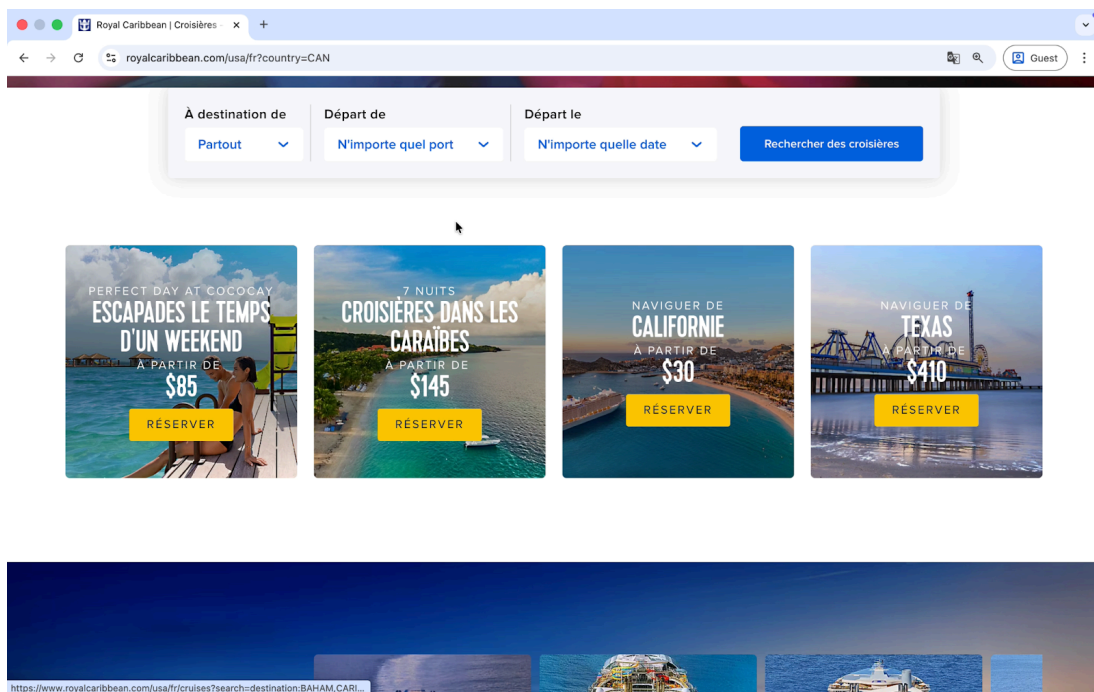 Royal Caribbean | Croisières -
royalcaribbean.com/usa/fr?country=CAN
Guest
À destination de
Départ de
Départ le
Partout
N'importe quel port
N'importe quelle date
Rechercher des croisières
PERFECT DAY AT COCOCAY
ESCAPADES LE TEMPS
D'UN WEEKEND
À PARTIR DE
$85
RÉSERVER
7 NUITS
CROISIÈRES DANS LES
CARAÏBES
À PARTIR DE
$145
RÉSERVER
NAVIGUER DE
CALIFORNIE
À PARTIR DE
$30
RÉSERVER
NAVIGUER DE
TEXAS
À PARTIR DE
$410
RÉSERVER
https://www.royalcaribbean.com/usa/fr/cruises?search=destination:BAHAM,CARI...